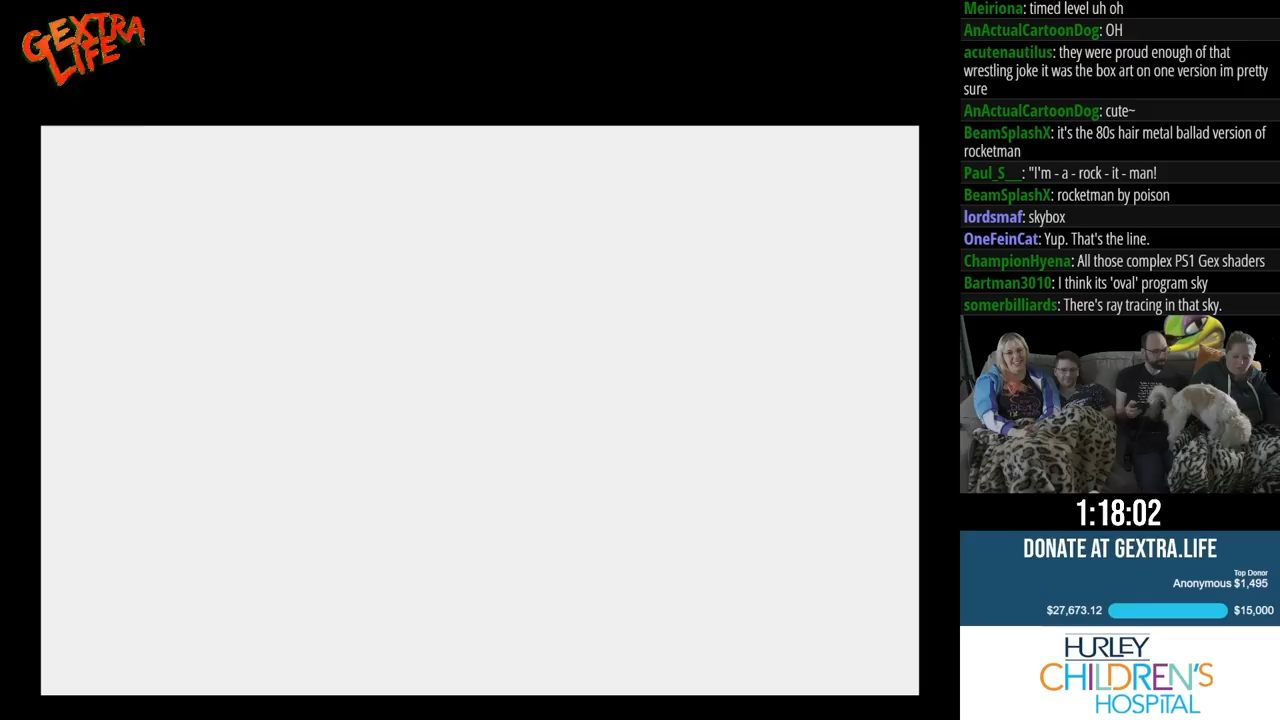 GEXTRA
LIFE
Meiriona: timed level uh oh
AnActualCartoonDog: OH
acutenautilus: they were proud enough of that
wrestling joke it was the box art on one version im pretty
sure
AnActualCartoonDog: cute~
BeamSplashX: it's the 80s hair metal ballad version of
rocketman
Paul_S__: "I'm - a - rock - it - man!
BeamSplashX: rocketman by poison
lordsmaf: skybox
OneFeinCat: Yup. That's the line.
ChampionHyena: All those complex PS1 Gex shaders
Bartman3010: I think its 'oval' program sky
somerbilliards: There's ray tracing in that sky.
1:18:02
DONATE AT GEXTRA.LIFE
Top Donor
Anonymous $1,495
$27,673.12 $15,000
HURLEY
CHILDREN'S
HOSPITAL